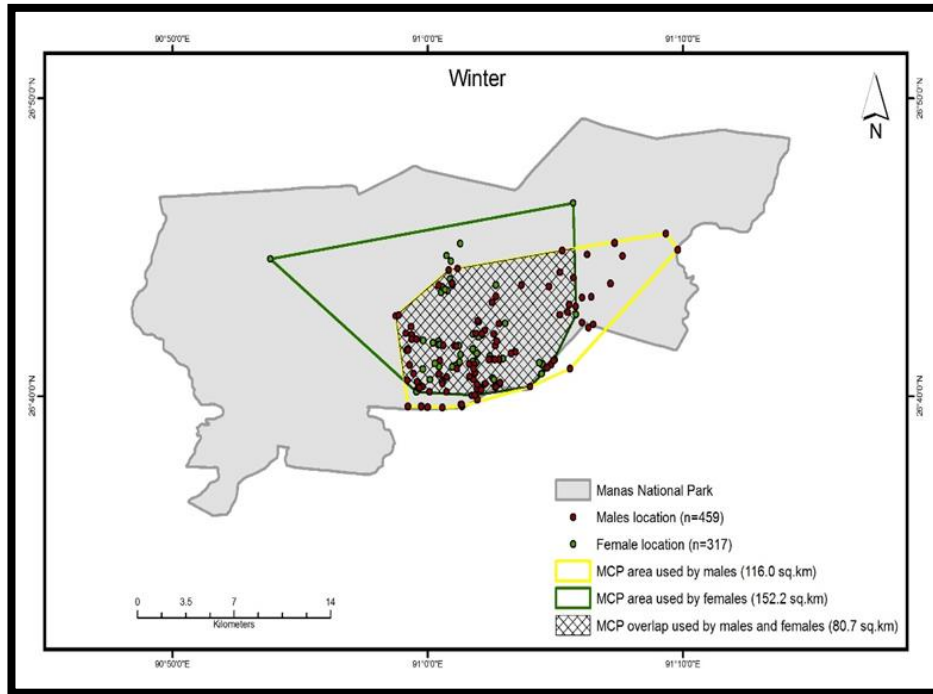 90°50'0"E 91°0'0"E 91°10'0"E
Winter
26°50'0"N 26°50'0"N
N
26°40'0"N 26°40'0"N
Manas National Park
Males location (n=459)
Female location (n=317)
MCP area used by males (116.0 sq.km)
MCP area used by females (152.2 sq.km)
MCP overlap used by males and females (80.7 sq.km)
0 3.5 7 14
Kilometers
90°50'0"E 91°0'0"E 91°10'0"E